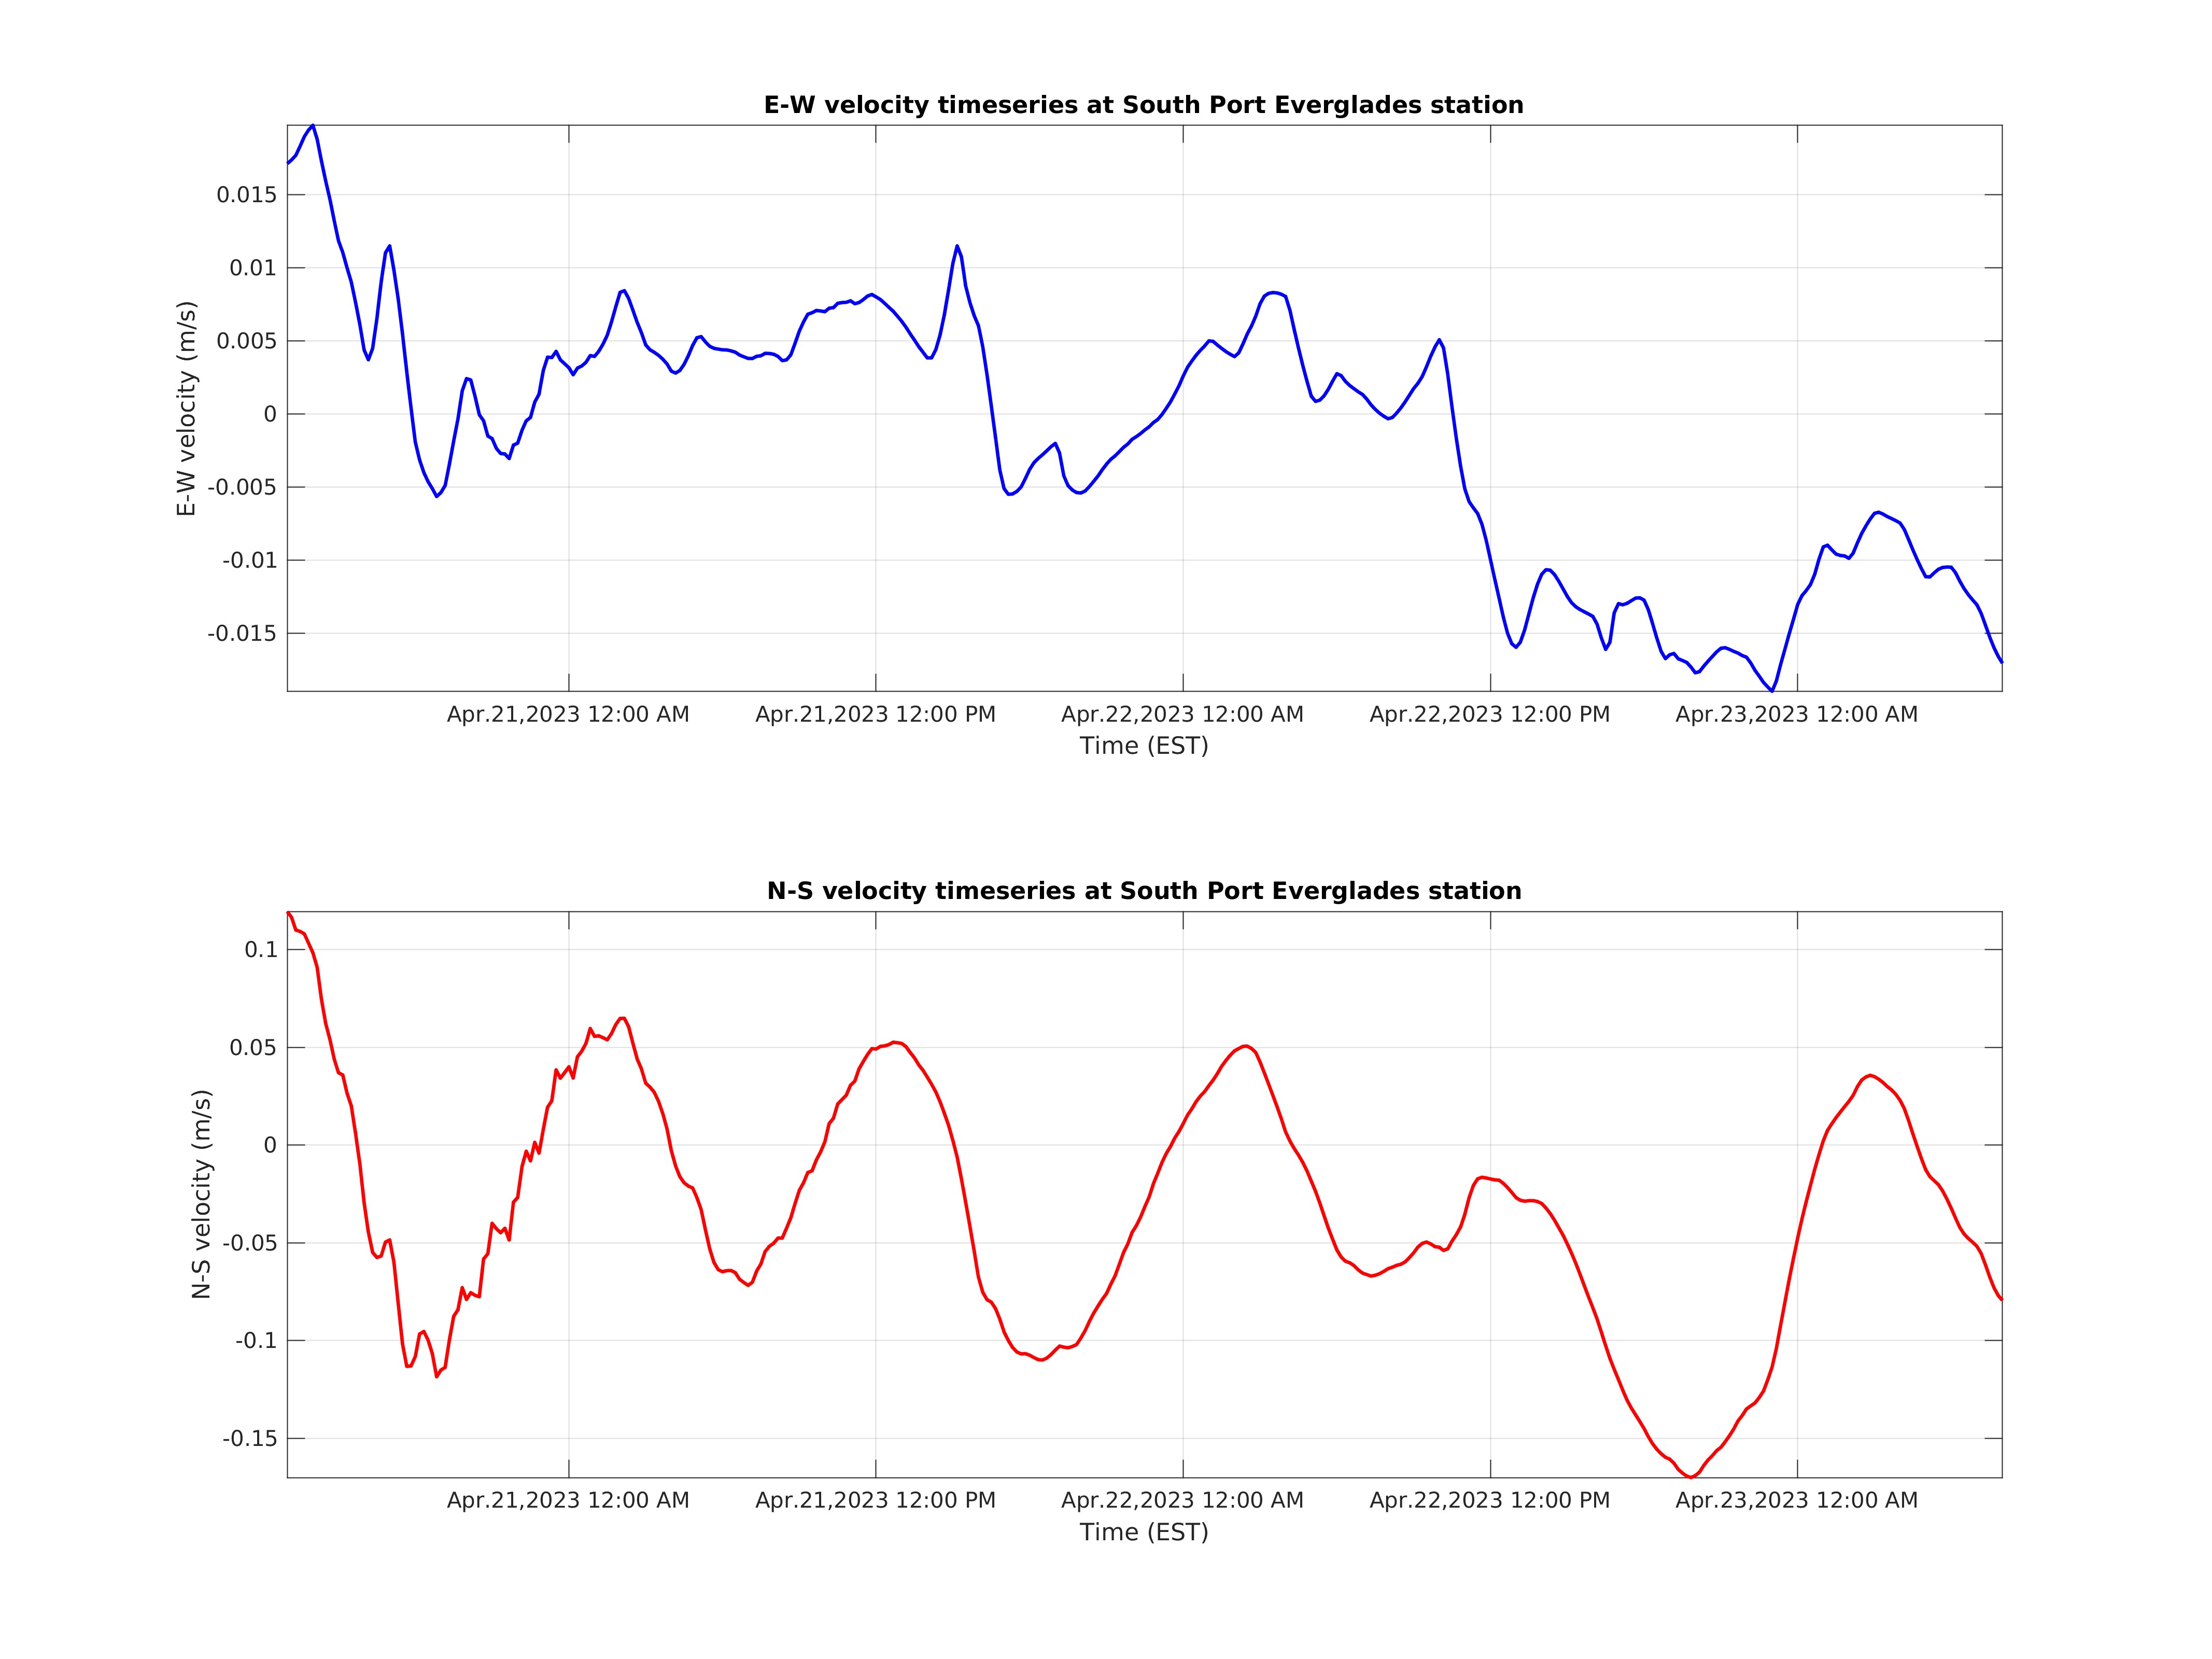 E-W velocity timeseries at South Port Everglades station
E-W velocity (m/s)
0.015
0.01
0.005
0
-0.005
-0.01
-0.015
Apr.21,2023 12:00 AM
Apr.21,2023 12:00 PM
Apr.22,2023 12:00 AM
Apr.22,2023 12:00 PM
Apr.23,2023 12:00 AM
Time (EST)
N-S velocity timeseries at South Port Everglades station
N-S velocity (m/s)
0.1
0.05
0
-0.05
-0.1
-0.15
Apr.21,2023 12:00 AM
Apr.21,2023 12:00 PM
Apr.22,2023 12:00 AM
Apr.22,2023 12:00 PM
Apr.23,2023 12:00 AM
Time (EST)